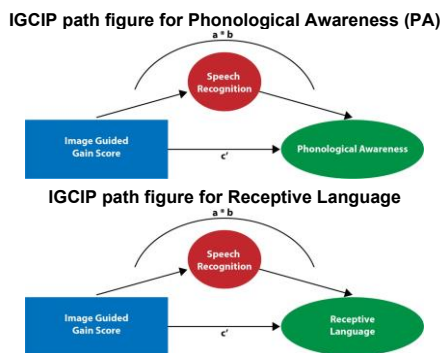 IGCIP path figure for Phonological Awareness (PA)
a * b
Speech
Recognition
Image Guided
Gain Score
c'
Phonological Awareness
IGCIP path figure for Receptive Language
a * b
Speech
Recognition
Image Guided
Gain Score
c'
Receptive
Language